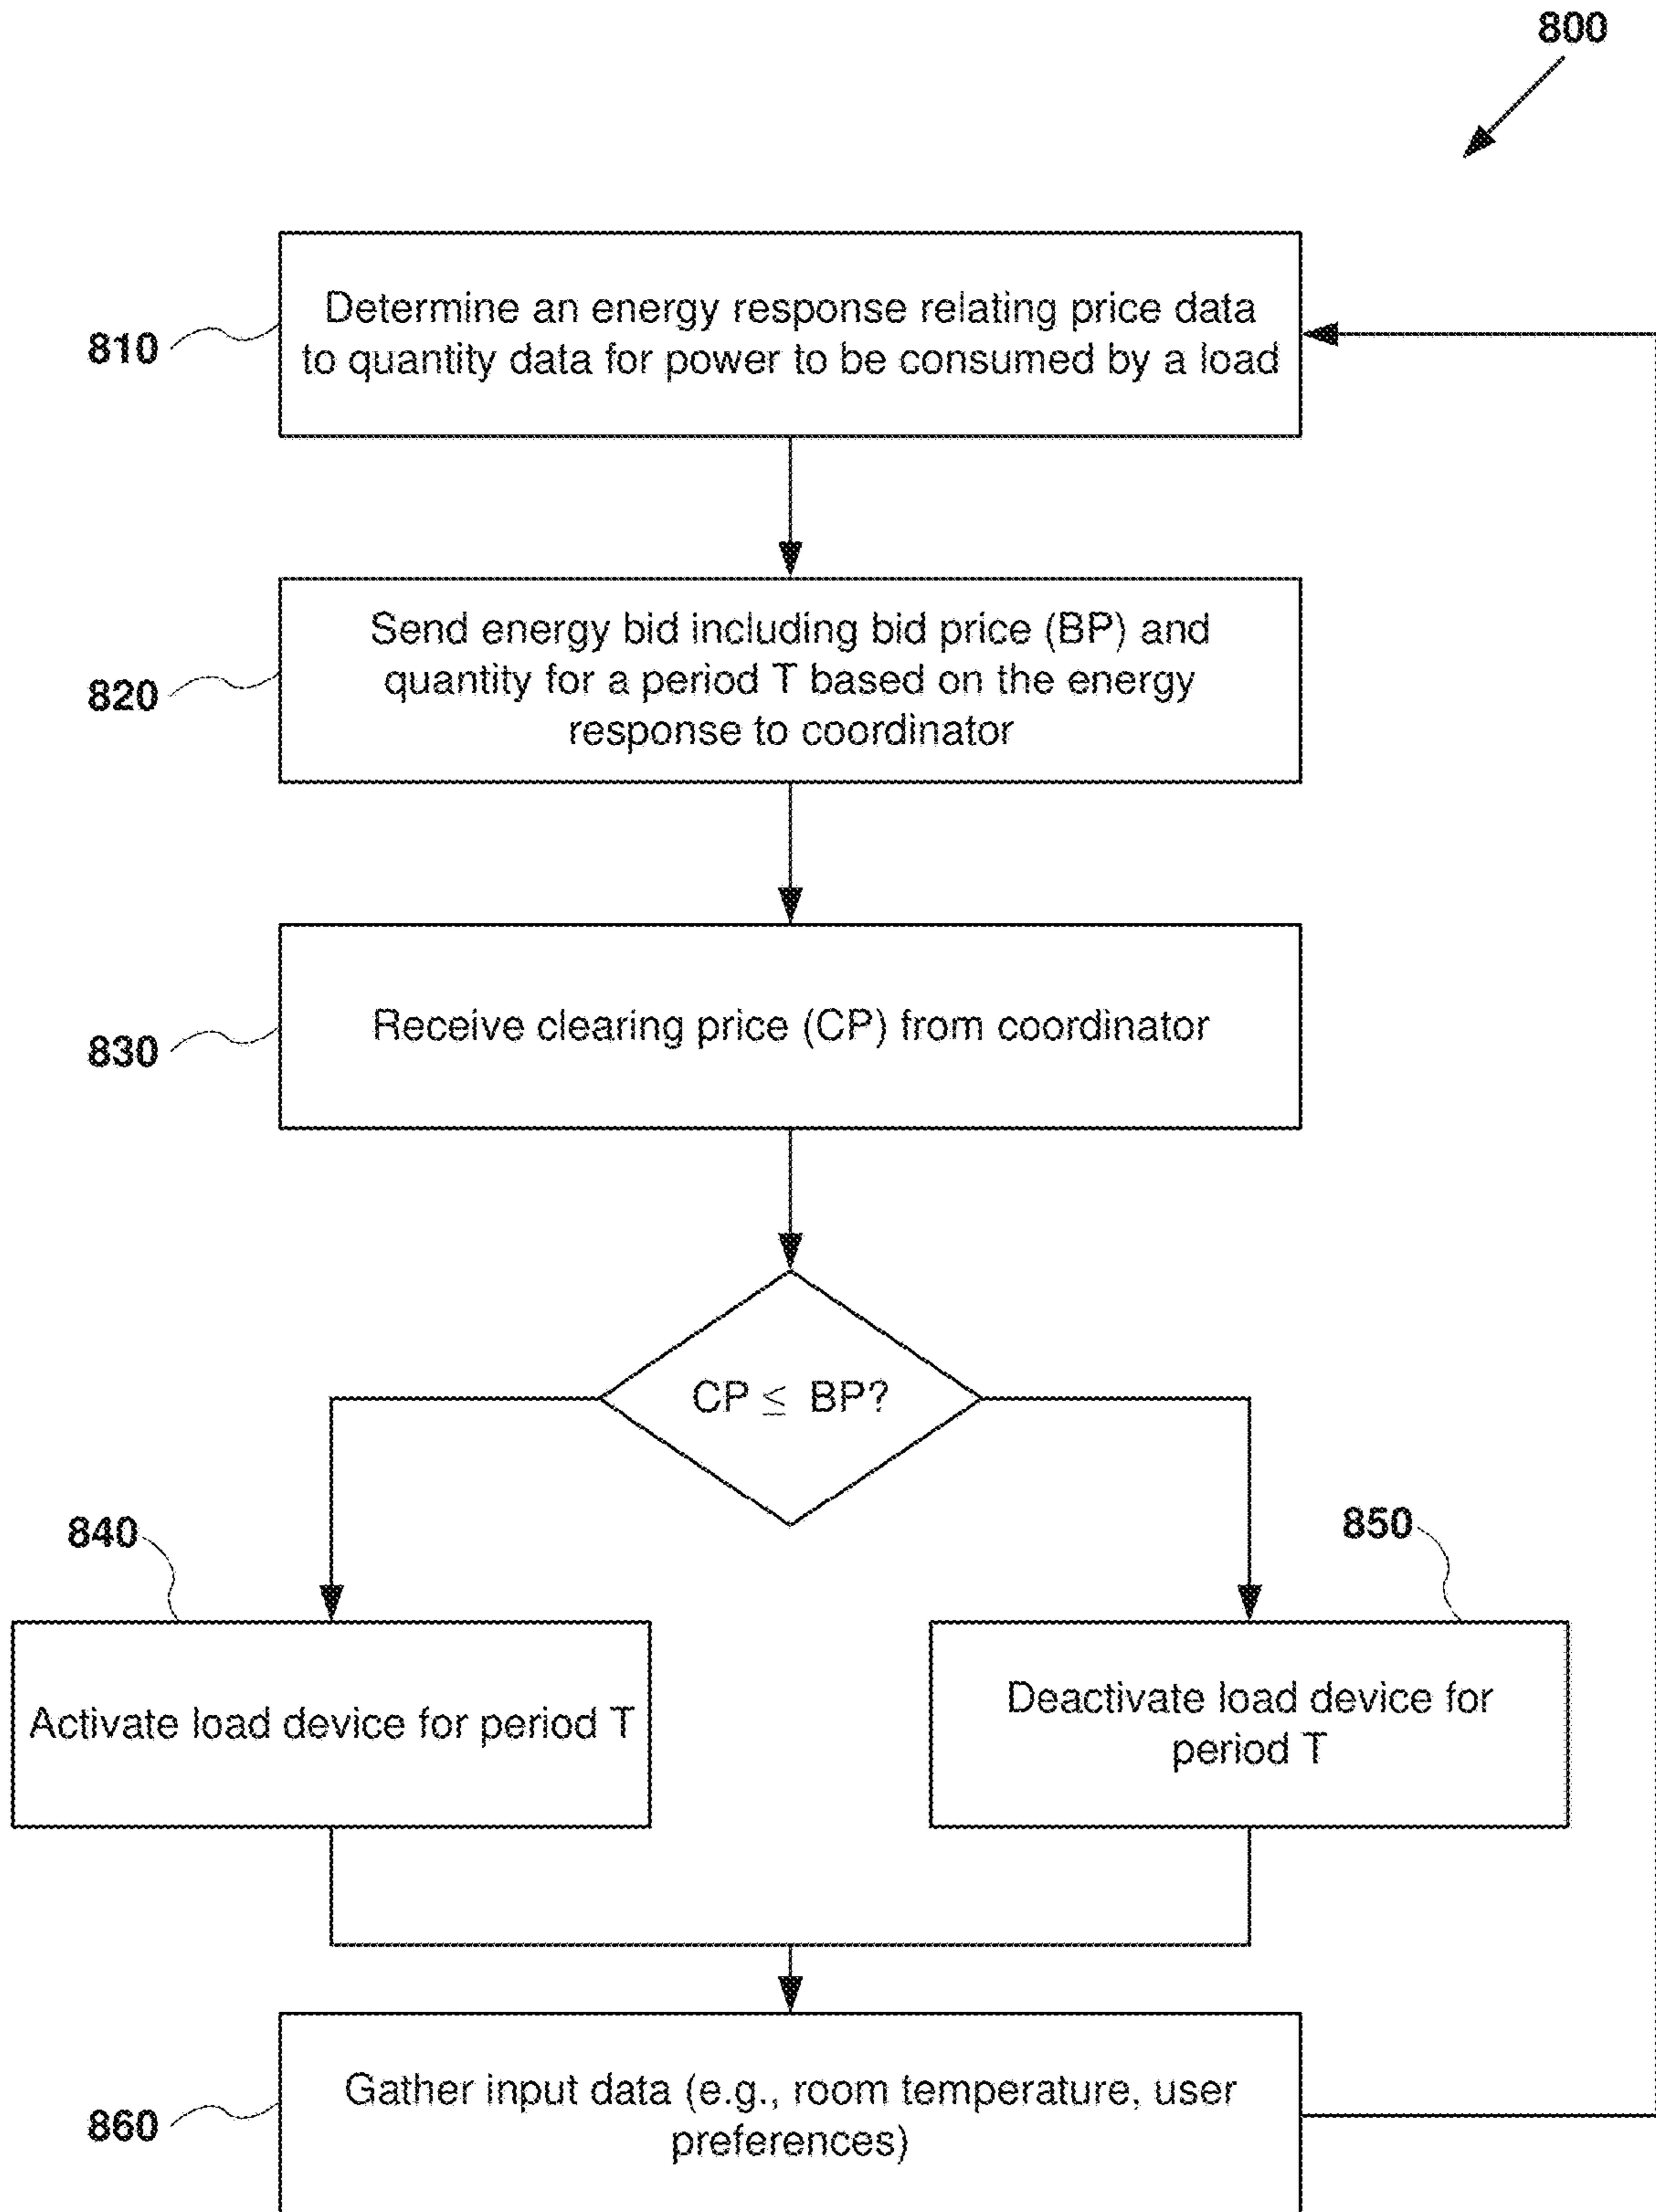 800
810
Determine an energy response relating price data
to quantity data for power to be consumed by a load
820
Send energy bid including bid price (BP) and
quantity for a period T based on the energy
response to coordinator
830
Receive clearing price (CP) from coordinator
CP ≤ BP?
840
850
Activate load device for period T
Deactivate load device for
period T
860
Gather input data (e.g., room temperature, user
preferences)